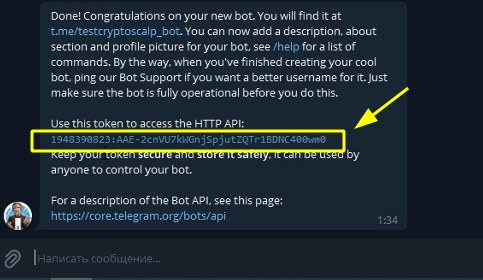 Done! Congratulations on your new bot. You will find it at
t.me/testcryptoscalp_bot. You can now add a description, about
section and profile picture for your bot, see /help for a list of
commands. By the way, when you've finished creating your cool
bot, ping our Bot Support if you want a better username for it. Just
make sure the bot is fully operational before you do this.
Use this token to access the HTTP API:
1948390823:AAE-2cnVU7kWGnjSpjutZQTr1BDNC400wm0
Keep your token secure and store it safely, it can be used by
anyone to control your bot.
For a description of the Bot API, see this page:
https://core.telegram.org/bots/api
1:34
Написать сообщение...